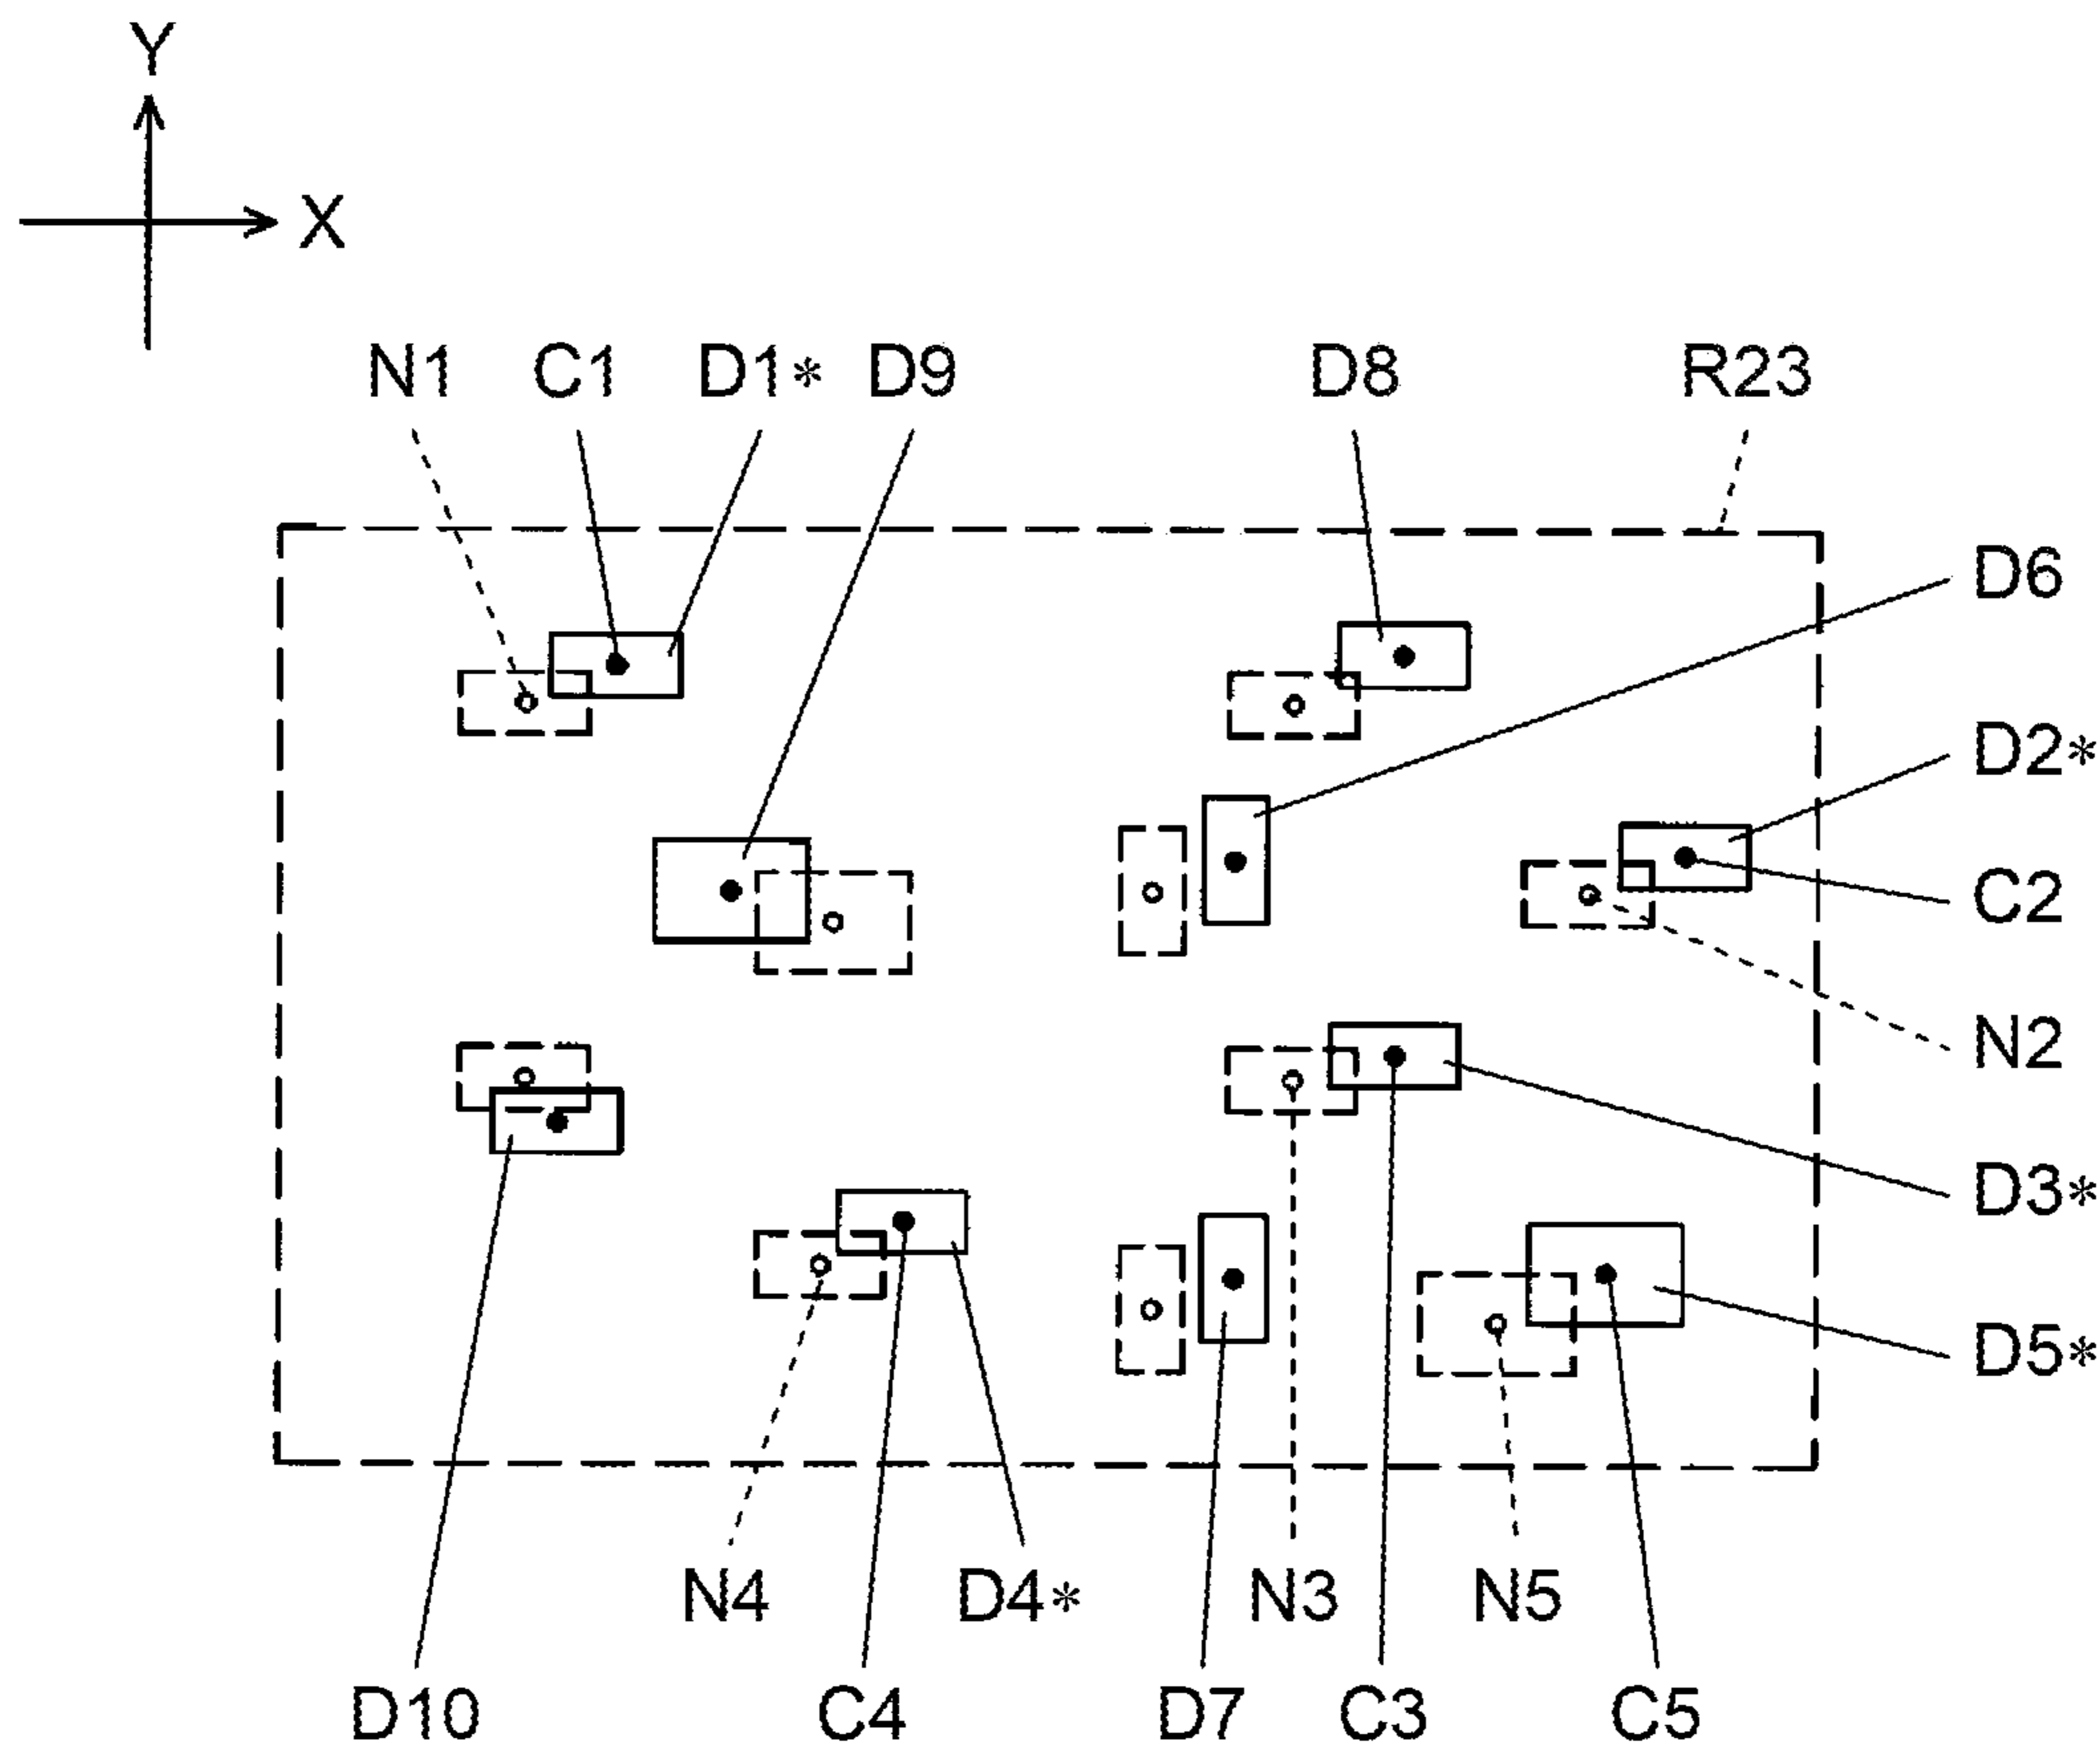 Y
X
N1 C1 D1* D9 D8 R23
D6
D2*
C2
N2
D3*
D5*
N4 D4* N3 N5
D10 C4 D7 C3 C5